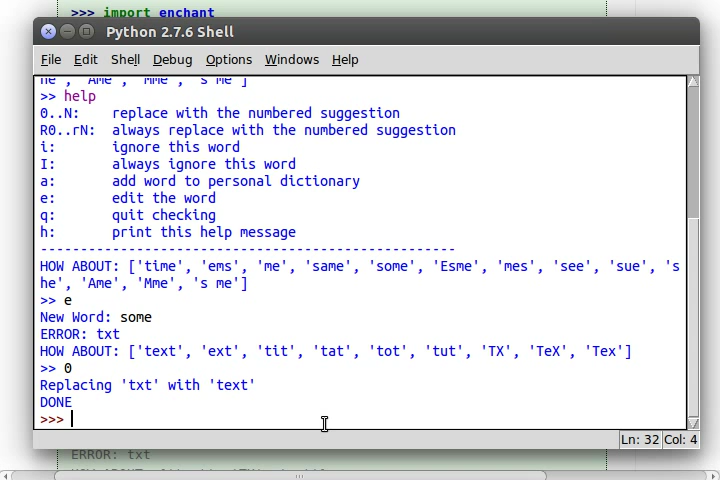 >>> import enchant
Python 2.7.6 Shell
File Edit Shell Debug Options Windows Help
he', 'Ame', 'Mme', 's me']
>> help
0..N: replace with the numbered suggestion
R0..rN: always replace with the numbered suggestion
i: ignore this word
I: always ignore this word
a: add word to personal dictionary
e: edit the word
q: quit checking
h: print this help message
----------------------------------------------------
HOW ABOUT: ['time', 'ems', 'me', 'same', 'some', 'Esme', 'mes', 'see', 'sue', 's
he', 'Ame', 'Mme', 's me']
>> e
New Word: some
ERROR: txt
HOW ABOUT: ['text', 'ext', 'tit', 'tat', 'tot', 'tut', 'TX', 'TeX', 'Tex']
>> 0
Replacing 'txt' with 'text'
DONE
>>>
Ln: 32 Col: 4
ERROR: txt